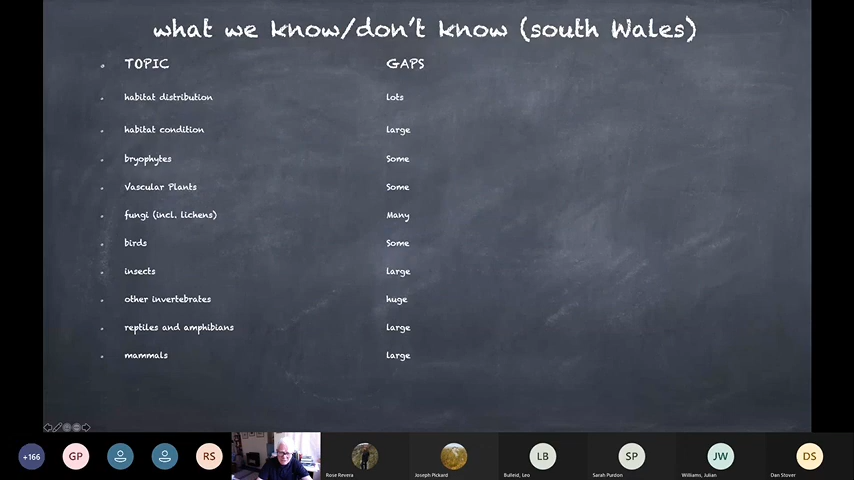 what we know/don't know (south Wales)
TOPIC GAPS
habitat distribution lots
habitat condition large
bryophytes Some
Vascular Plants Some
fungi (incl. lichens) Many
birds Some
insects large
other invertebrates huge
reptiles and amphibians large
mammals large
+166 GP RS LB SP JW DS
Rose Revera Joseph Pickard Bulleid, Leo Sarah Purdon Williams, Julian Dan Stover